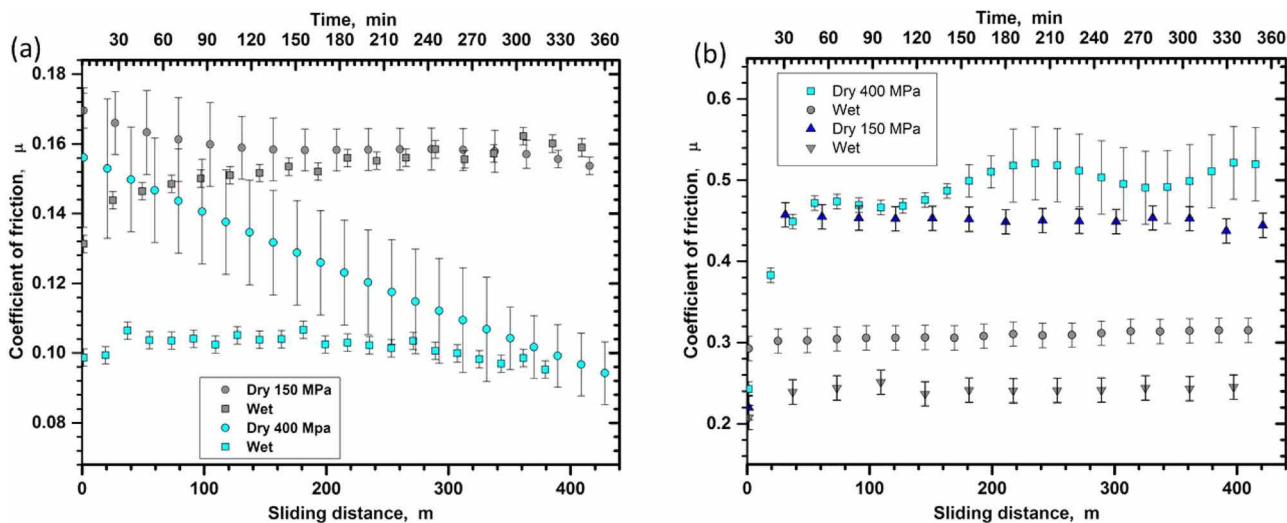 (a)
Time, min
30 60 90 120 150 180 210 240 270 300 330 360
0.18
0.16
0.14
0.12
0.10
0.08
Coefficient of friction, μ
Dry 150 MPa
Wet
Dry 400 Mpa
Wet
0 100 200 300 400
Sliding distance, m
(b)
Time, min
30 60 90 120 150 180 210 240 270 300 330 360
0.6
0.5
0.4
0.3
0.2
Coefficient of friction, μ
Dry 400 MPa
Wet
Dry 150 MPa
Wet
0 100 200 300 400
Sliding distance, m